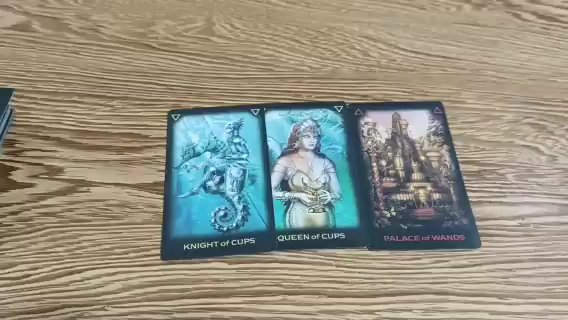 KNIGHT of CUPS
QUEEN of CUPS
PALACE of WANDS